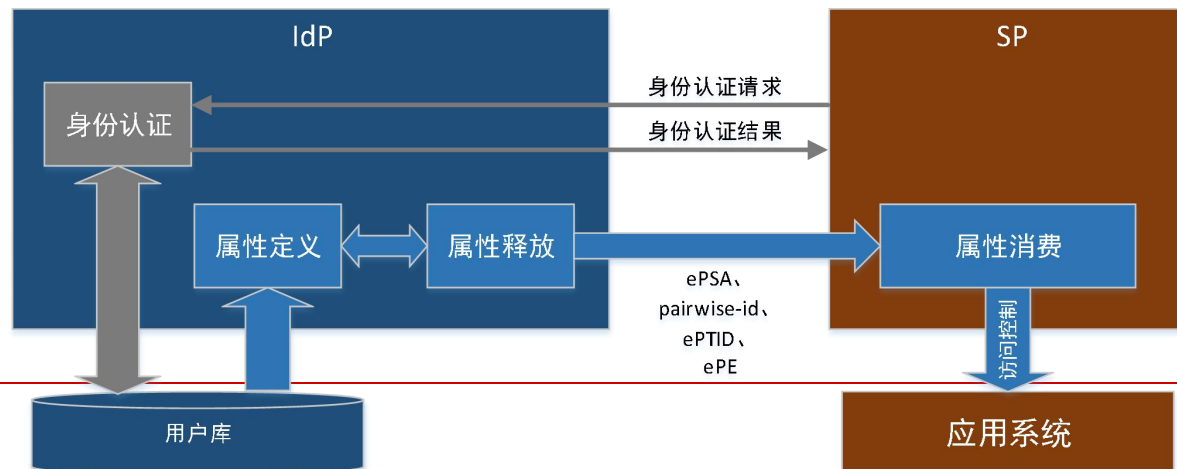 IdP
SP
身份认证请求
身份认证
身份认证结果
属性定义
属性释放
属性消费
ePSA、
pairwise-id、
ePTID、
ePE
访问控制
用户库
应用系统